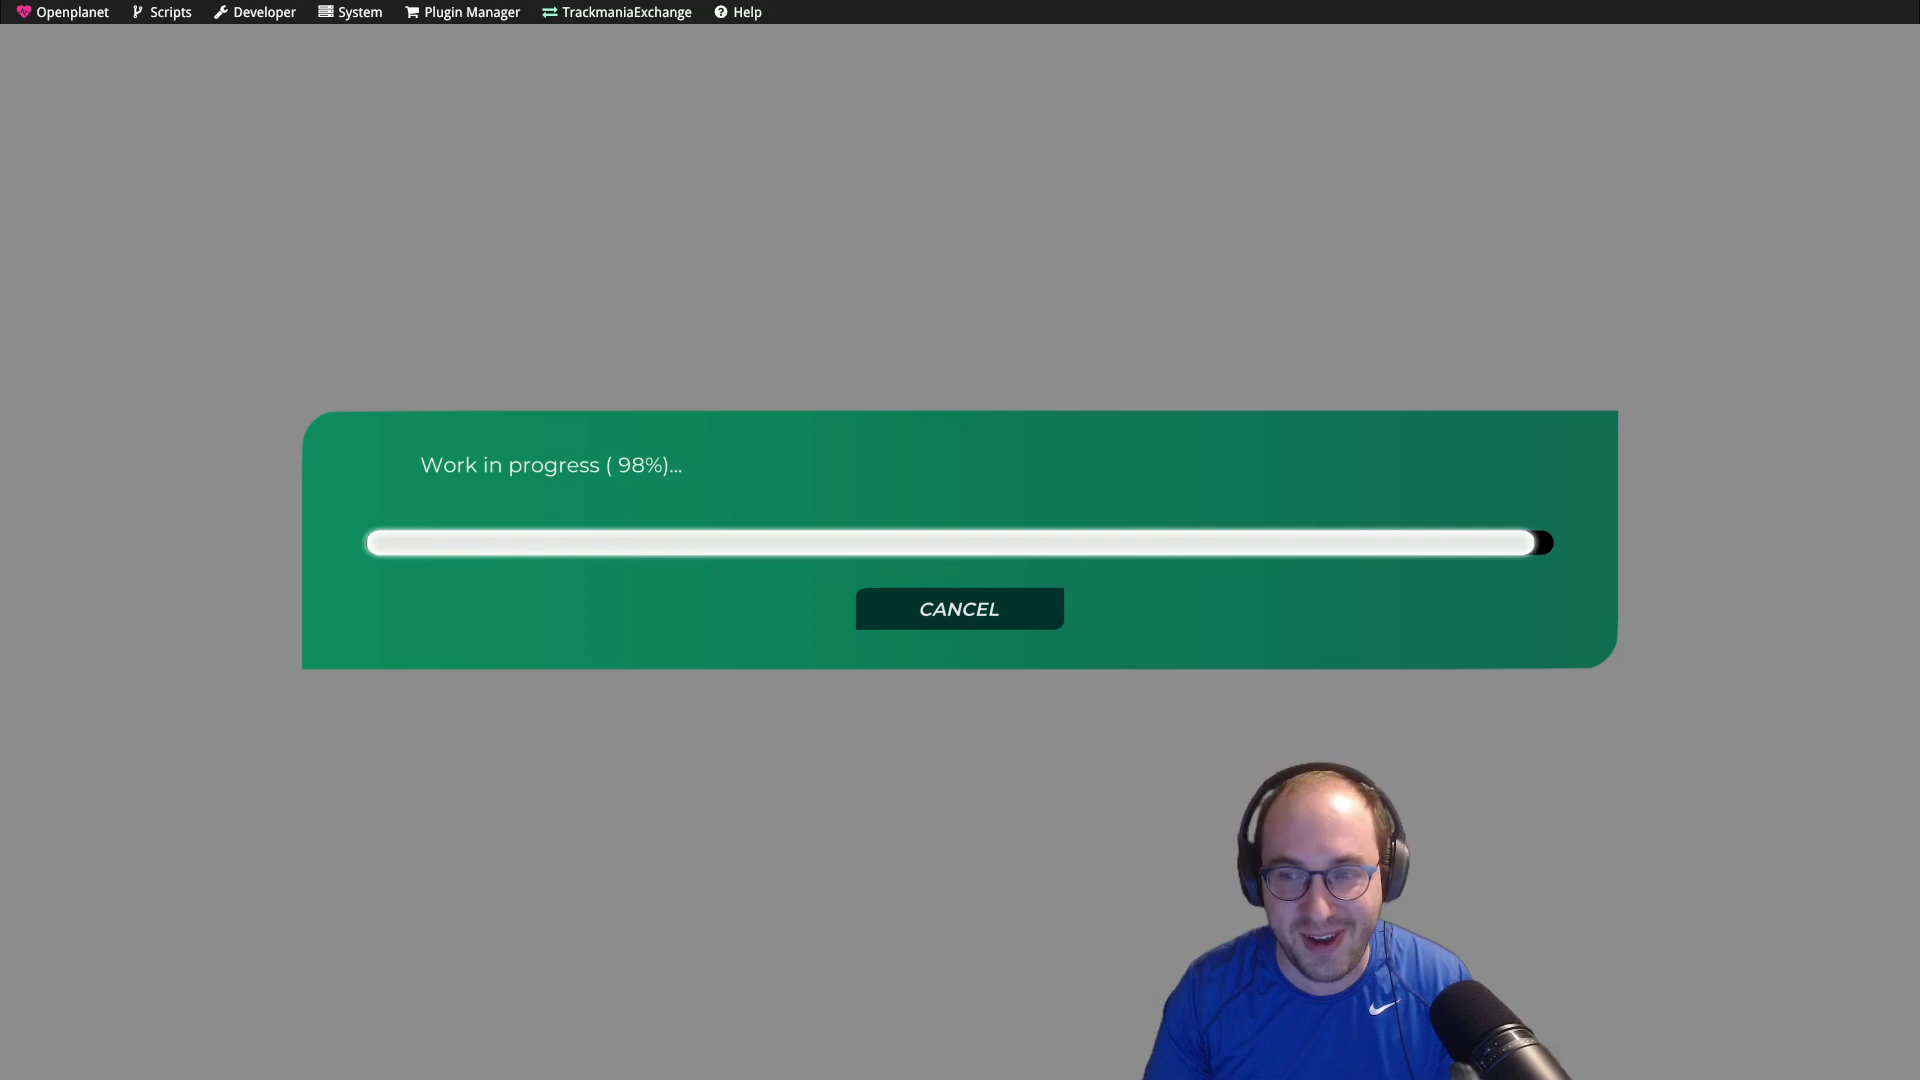 Openplanet Scripts Developer System Plugin Manager TrackmaniaExchange Help
Work in progress ( 98%)...
CANCEL